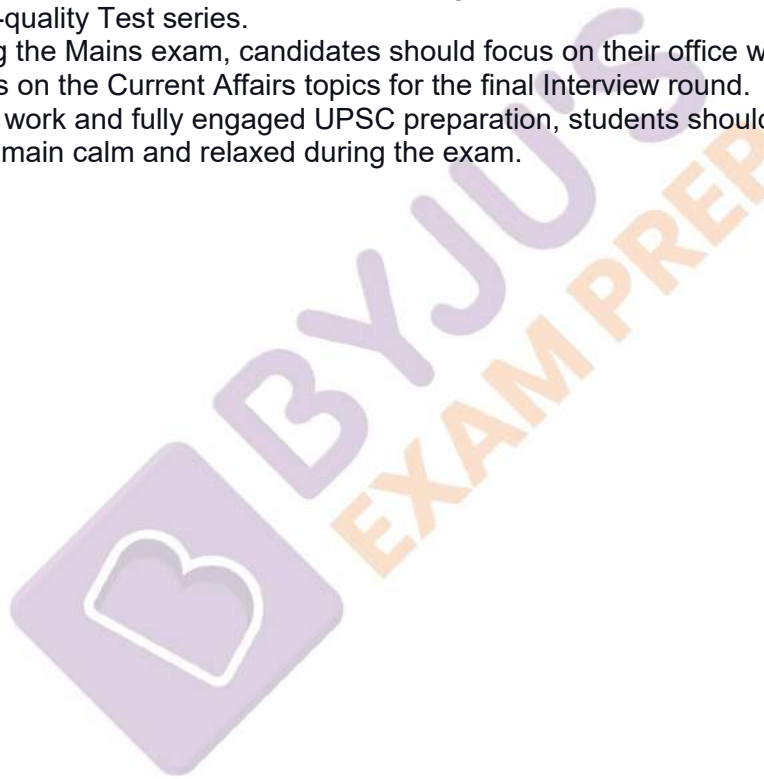 -quality Test series.
g the Mains exam, candidates should focus on their office w
s on the Current Affairs topics for the final Interview round.
work and fully engaged UPSC preparation, students should
main calm and relaxed during the exam.
BYJU'S
EXAM PREP